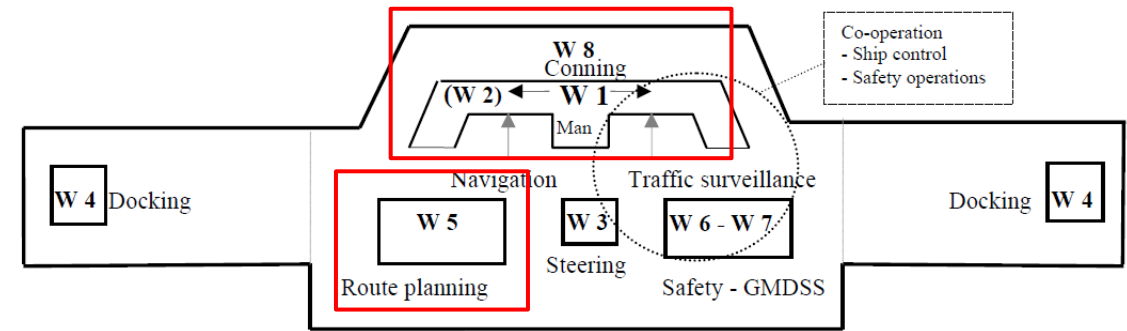 Co-operation
- Ship control
- Safety operations
W 8
Conning
(W 2) W 1
Man
Navigation Traffic surveillance
W 4 Docking
W 5
W 3
W 6 - W 7
Docking W 4
Steering
Route planning
Safety - GMDSS